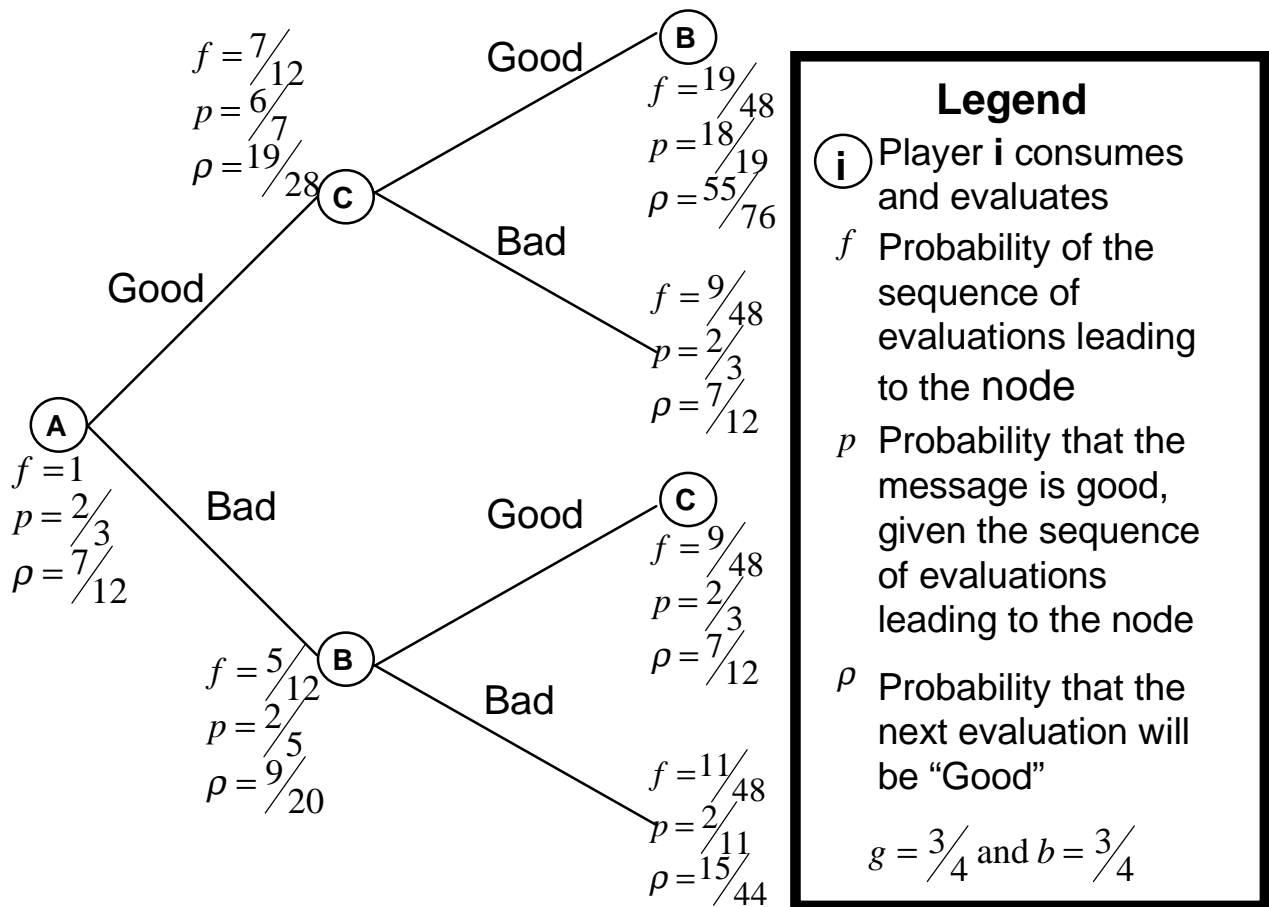 f = 7/12
p = 6/7
ρ = 19/28
Good
B
f = 19/48
p = 18/19
ρ = 55/76
C
Good
Bad
f = 9/48
p = 2/3
ρ = 7/12
A
f = 1
p = 2/3
ρ = 7/12
Bad
Good
C
f = 9/48
p = 2/3
ρ = 7/12
B
f = 5/12
p = 2/5
ρ = 9/20
Bad
f = 11/48
p = 2/11
ρ = 15/44
Legend
i Player i consumes
and evaluates
f Probability of the
sequence of
evaluations leading
to the node
p Probability that the
message is good,
given the sequence
of evaluations
leading to the node
ρ Probability that the
next evaluation will
be “Good”
g = 3/4 and b = 3/4